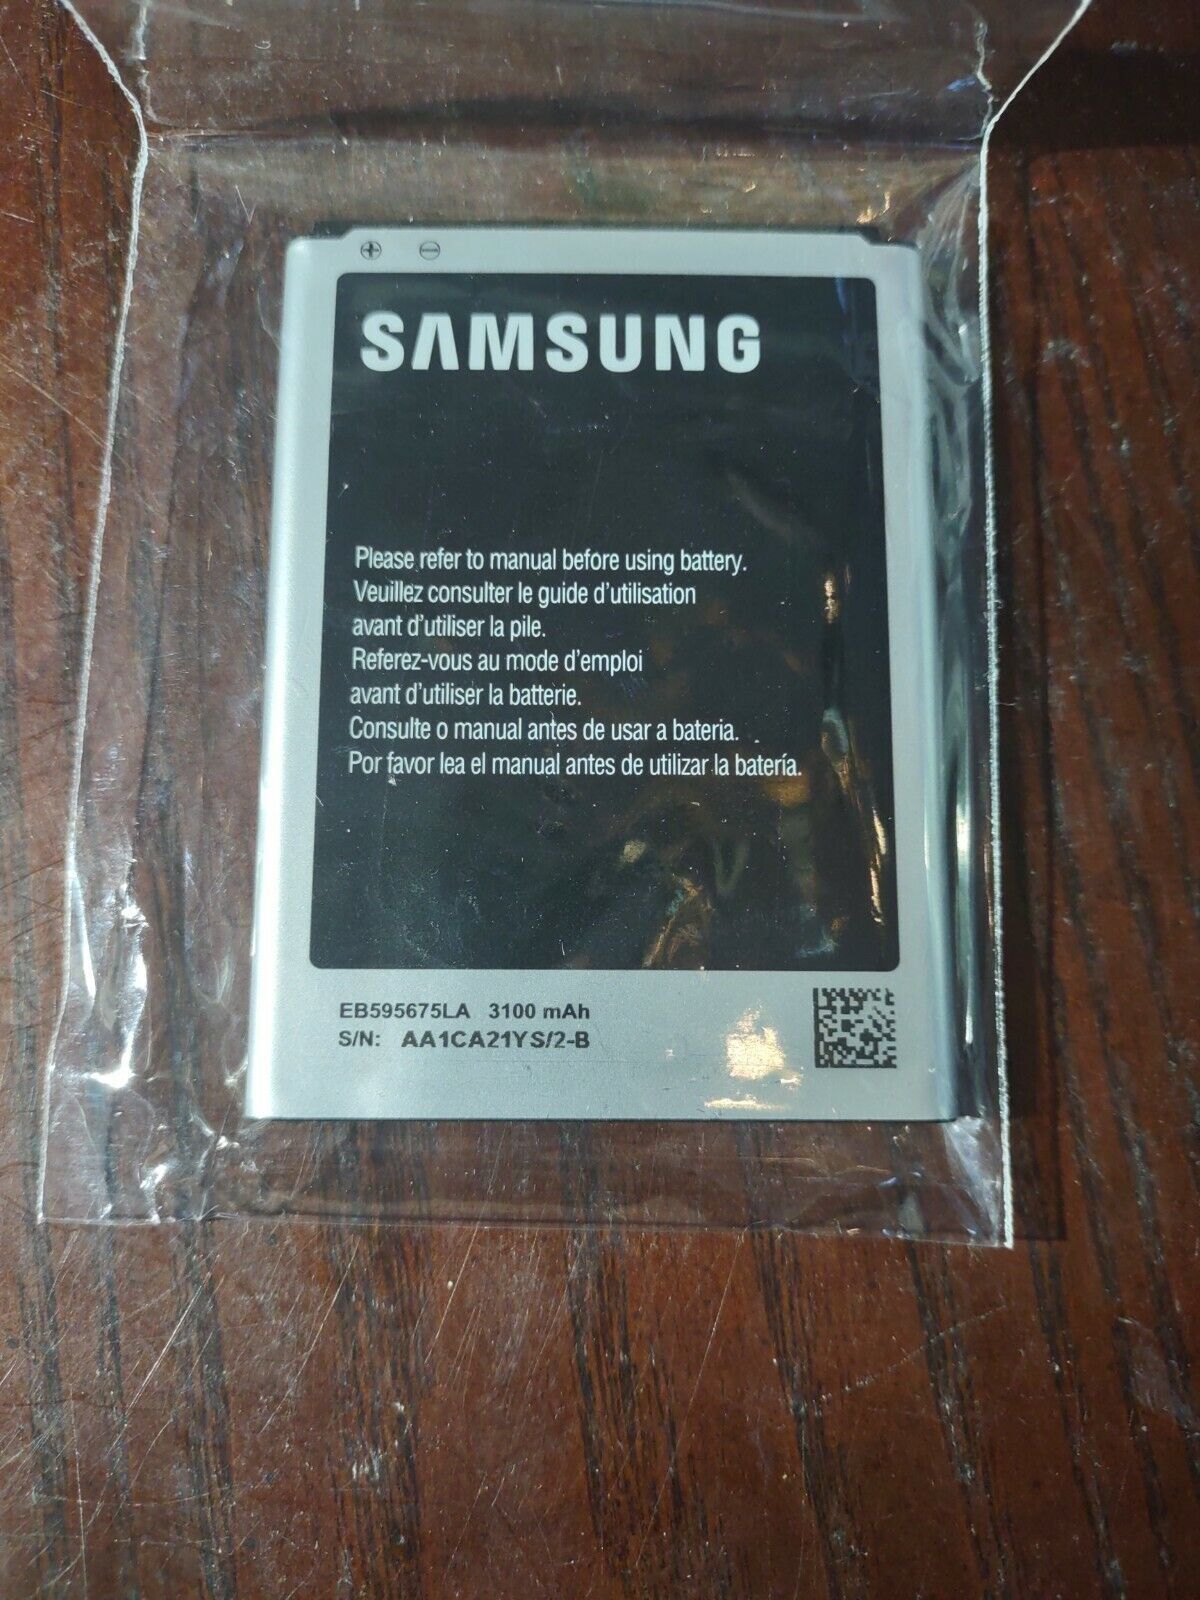 SAMSUNG
Please refer to manual before using battery.
Veuillez consulter le guide d'utilisation
avant d'utiliser la pile.
Referez-vous au mode d'emploi
avant d'utiliser la batterie.
Consulte o manual antes de usar a bateria.
Por favor lea el manual antes de utilizar la batería.
EB595675LA 3100 mAh
S/N: AA1CA21YS/2-B